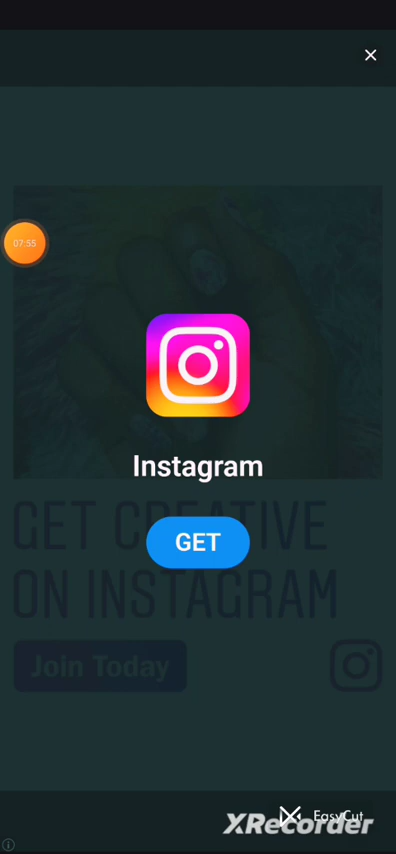 07:55
Instagram
GET
GET CREATIVE
ON INSTAGRAM
Join Today
XRecorder
EasyCut